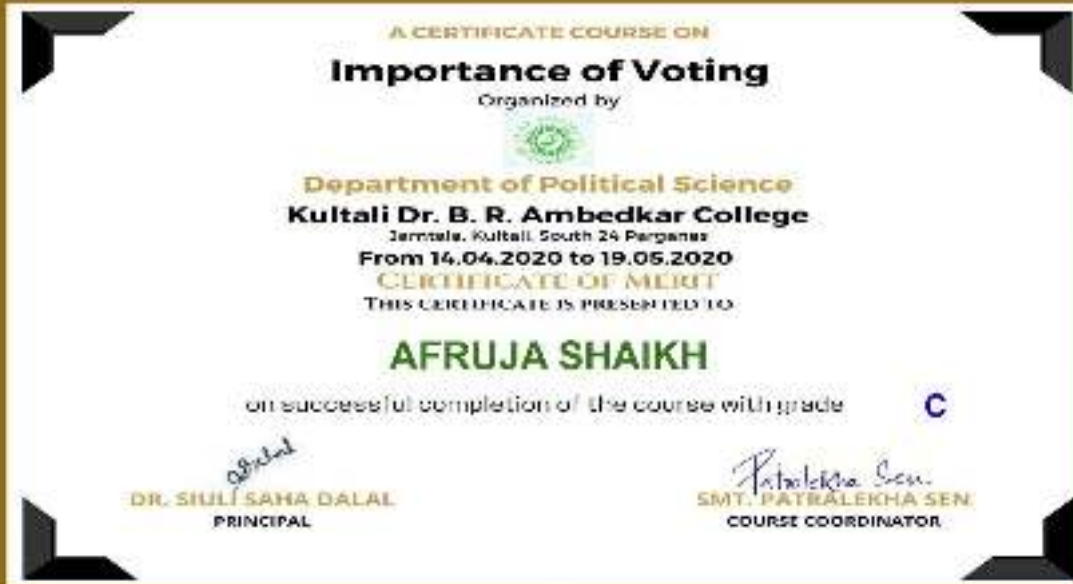 A CERTIFICATE COURSE ON
Importance of Voting
Organized by
Department of Political Science
Kultali Dr. B. R. Ambedkar College
Jamtala, Kultali, South 24 Parganas
From 14.04.2020 to 19.05.2020
CERTIFICATE OF MERIT
THIS CERTIFICATE IS PRESENTED TO
AFRUJA SHAIKH
on successful completion of the course with grade C
Patralekha Sen.
DR. SIULI SAHA DALAL
SMT. PATRALEKHA SEN
PRINCIPAL
COURSE COORDINATOR